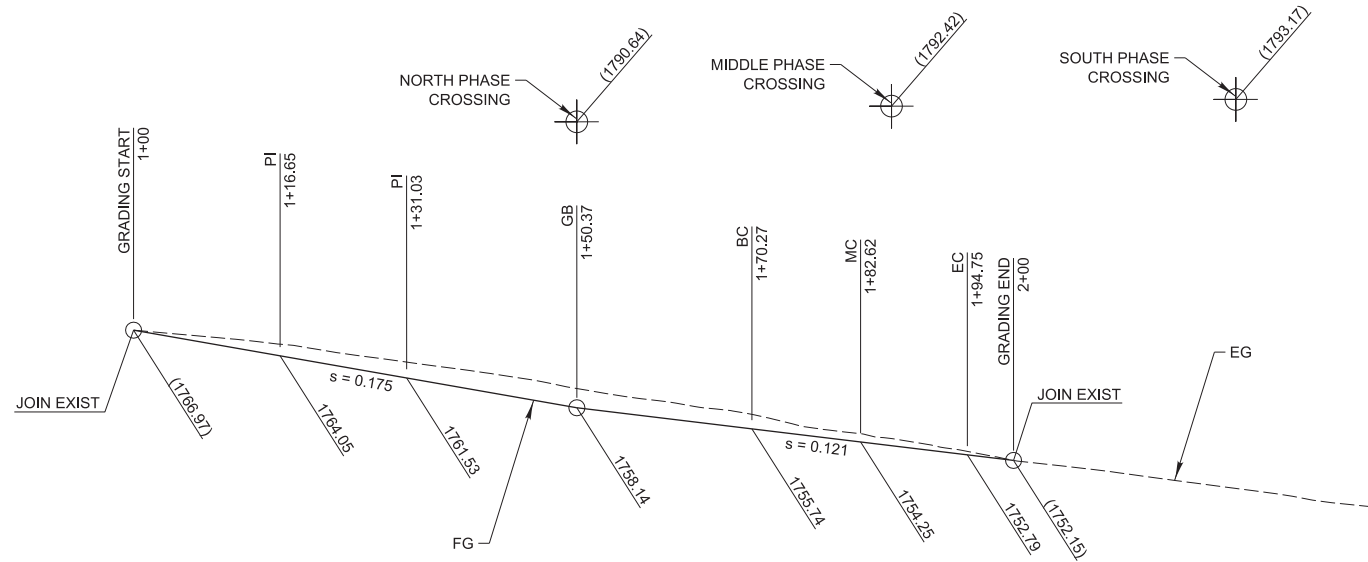 (1790.64)
NORTH PHASE
CROSSING
(1792.42)
MIDDLE PHASE
CROSSING
(1793.17)
SOUTH PHASE
CROSSING
GRADING START
1+00
PI
1+16.65
PI
1+31.03
GB
1+50.37
BC
1+70.27
MC
1+82.62
EC
1+94.75
GRADING END
2+00
EG
JOIN EXIST
JOIN EXIST
s = 0.175
s = 0.121
(1766.97)
1764.05
1761.53
1758.14
1755.74
1754.25
1752.79
(1752.15)
FG